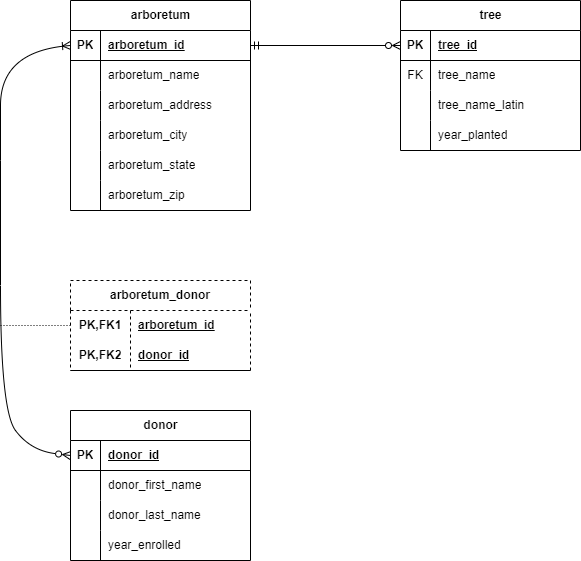 arboretum
PK arboretum_id
arboretum_name
arboretum_address
arboretum_city
arboretum_state
arboretum_zip
tree
PK tree_id
FK tree_name
tree_name_latin
year_planted
arboretum_donor
PK,FK1 arboretum_id
PK,FK2 donor_id
donor
PK donor_id
donor_first_name
donor_last_name
year_enrolled